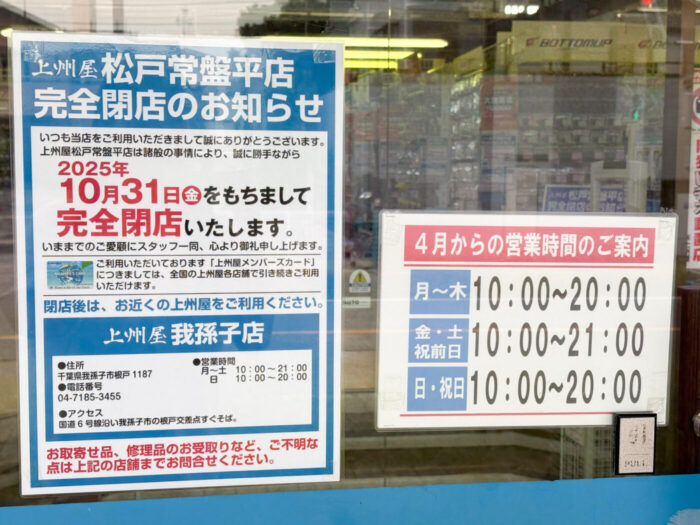 上州屋 松戸常盤平店
完全閉店のお知らせ
いつも当店をご利用いただきまして誠にありがとうございます。
上州屋松戸常盤平店は諸般の事情により、誠に勝手ながら
2025年
10月31日㊎をもちまして
完全閉店いたします。
いままでのご愛顧にスタッフ一同、心より御礼申し上げます。
ご利用いただいております「上州屋メンバーズカード」
につきましては、全国の上州屋各店舗で引き続きご利用
いただけます。
閉店後は、お近くの上州屋をご利用ください。
上州屋 我孫子店
●住所
千葉県我孫子市根戸1187
●電話番号
04-7185-3455
●営業時間
月〜土 10:00〜21:00
日 10:00〜20:00
●アクセス
国道6号線沿い我孫子市の根戸交差点すぐそば。
お取寄せ品、修理品のお受取りなど、ご不明な
点は上記の店舗までお問合せください。
4月からの営業時間のご案内
月〜木 10:00〜20:00
金・土
祝前日 10:00〜21:00
日・祝日 10:00〜20:00
BOTTOMUP
PULL